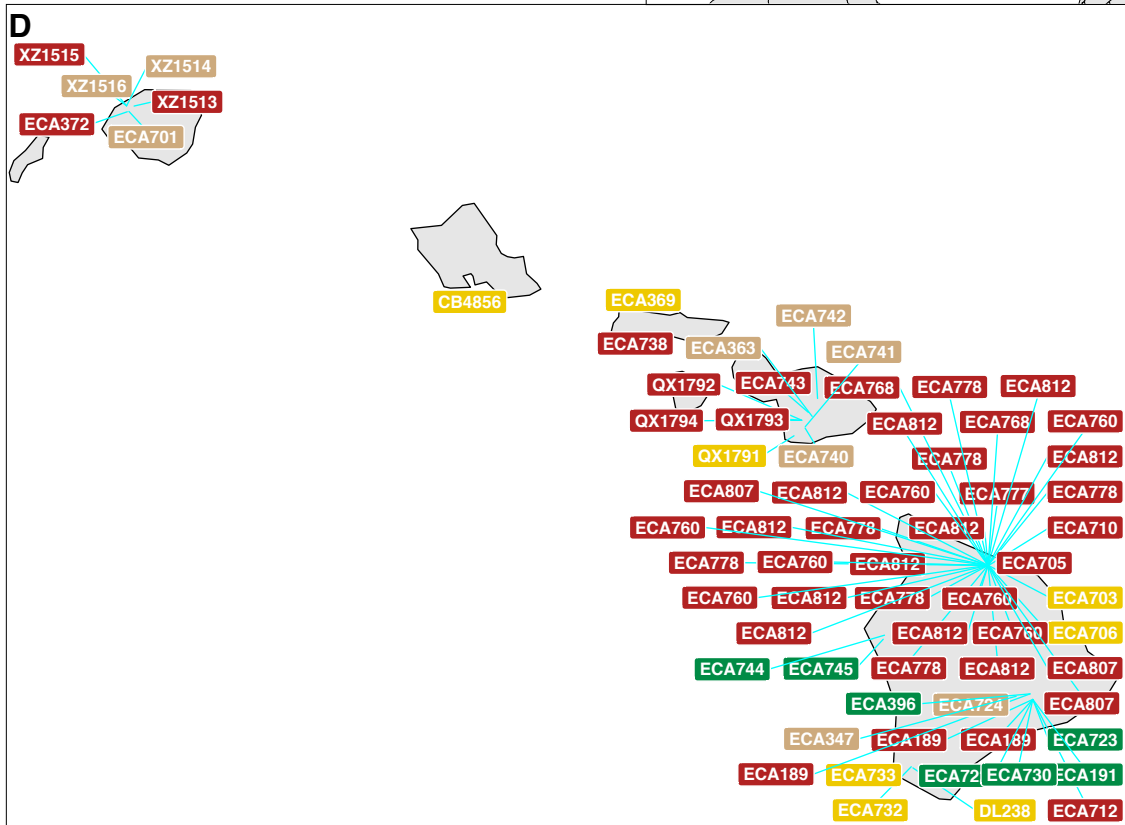 D
XZ1515
XZ1514
XZ1516
XZ1513
ECA372
ECA701
CB4856
ECA369
ECA742
ECA738
ECA363
ECA741
QX1792
ECA743
ECA768
ECA778
ECA812
QX1794
QX1793
ECA812
ECA768
ECA760
QX1791
ECA740
ECA778
ECA812
ECA807
ECA812
ECA760
ECA777
ECA778
ECA760
ECA812
ECA778
ECA812
ECA710
ECA778
ECA760
ECA812
ECA705
ECA760
ECA812
ECA778
ECA760
ECA703
ECA812
ECA812
ECA760
ECA706
ECA744
ECA745
ECA778
ECA812
ECA807
ECA396
ECA724
ECA807
ECA347
ECA189
ECA189
ECA723
ECA189
ECA733
ECA72
ECA730
ECA191
ECA732
DL238
ECA712